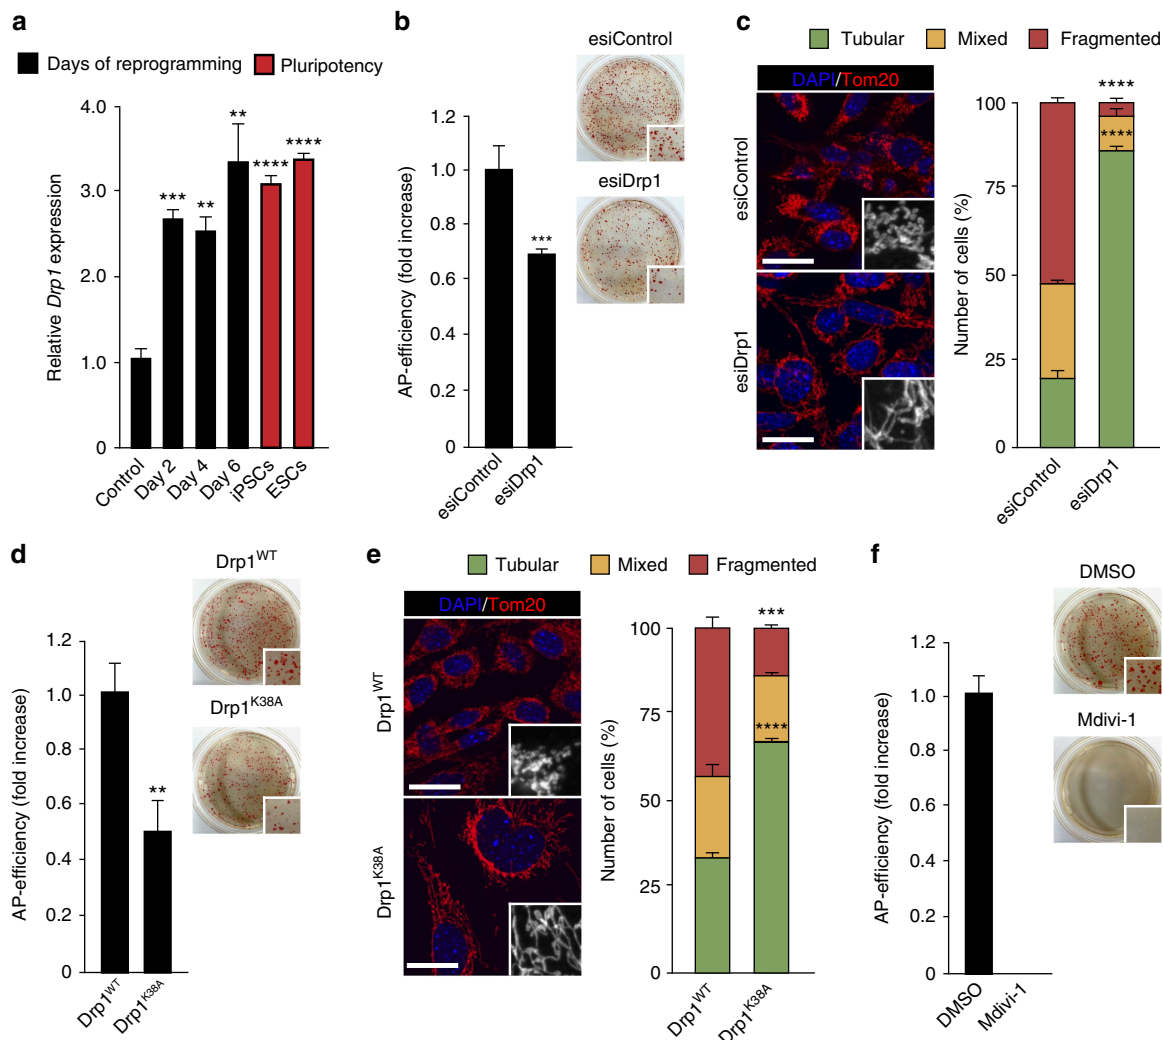 a
Days of reprogramming
Pluripotency
Relative Drp1 expression
4.0
3.0
2.0
1.0
0
**
***
**
****
****
Control
Day 2
Day 4
Day 6
iPSCs
ESCs
b
esiControl
esiDrp1
AP-efficiency (fold increase)
1.2
1.0
0.8
0.6
0.4
0.2
0
***
esiControl
esiDrp1
c
Tubular
Mixed
Fragmented
DAPI/Tom20
esiControl
esiDrp1
Number of cells (%)
100
75
50
25
0
****
****
esiControl
esiDrp1
d
Drp1WT
Drp1K38A
AP-efficiency (fold increase)
1.2
1.0
0.8
0.6
0.4
0.2
0
**
Drp1WT
Drp1K38A
e
Tubular
Mixed
Fragmented
DAPI/Tom20
Drp1WT
Drp1K38A
Number of cells (%)
100
75
50
25
0
***
****
Drp1WT
Drp1K38A
f
DMSO
Mdivi-1
AP-efficiency (fold increase)
1.2
1.0
0.8
0.6
0.4
0.2
0
DMSO
Mdivi-1